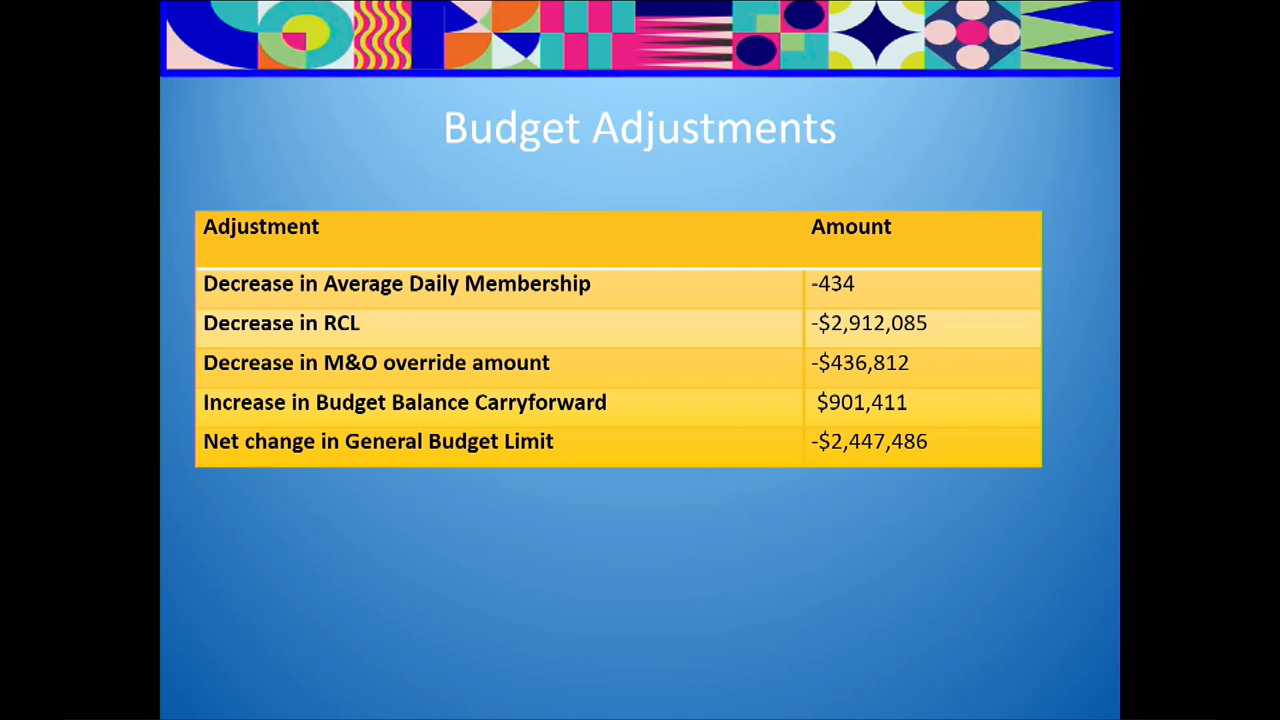 Budget Adjustments
Adjustment Amount
Decrease in Average Daily Membership -434
Decrease in RCL -$2,912,085
Decrease in M&O override amount -$436,812
Increase in Budget Balance Carryforward $901,411
Net change in General Budget Limit -$2,447,486